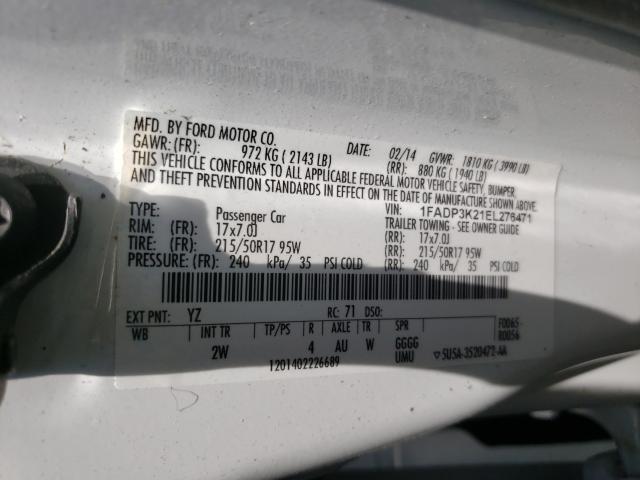 MFD. BY FORD MOTOR CO. DATE: 02/14 GVWR: 1810 KG ( 3990 LB)
GAWR: (FR): 972 KG ( 2143 LB) (RR): 880 KG ( 1940 LB)
THIS VEHICLE CONFORMS TO ALL APPLICABLE FEDERAL MOTOR VEHICLE SAFETY, BUMPER,
AND THEFT PREVENTION STANDARDS IN EFFECT ON THE DATE OF MANUFACTURE SHOWN ABOVE.
VIN: 1FADP3K21EL276471
TYPE: Passenger Car TRAILER TOWING - SEE OWNER MANUAL
RIM: (FR): 17x7.0J (RR): 17x7.0J
TIRE: (FR): 215/50R17 95W (RR): 215/50R17 95W
PRESSURE: (FR): 240 kPa/ 35 PSI COLD (RR): 240 kPa/ 35 PSI COLD
EXT PNT: YZ RC: 71 DSO: F0065-
WB INT TR TP/PS R AXLE TR SPR R0056
2W 4 AU W GGGG
UMU 5U5A-3520472-AA
1201402226689